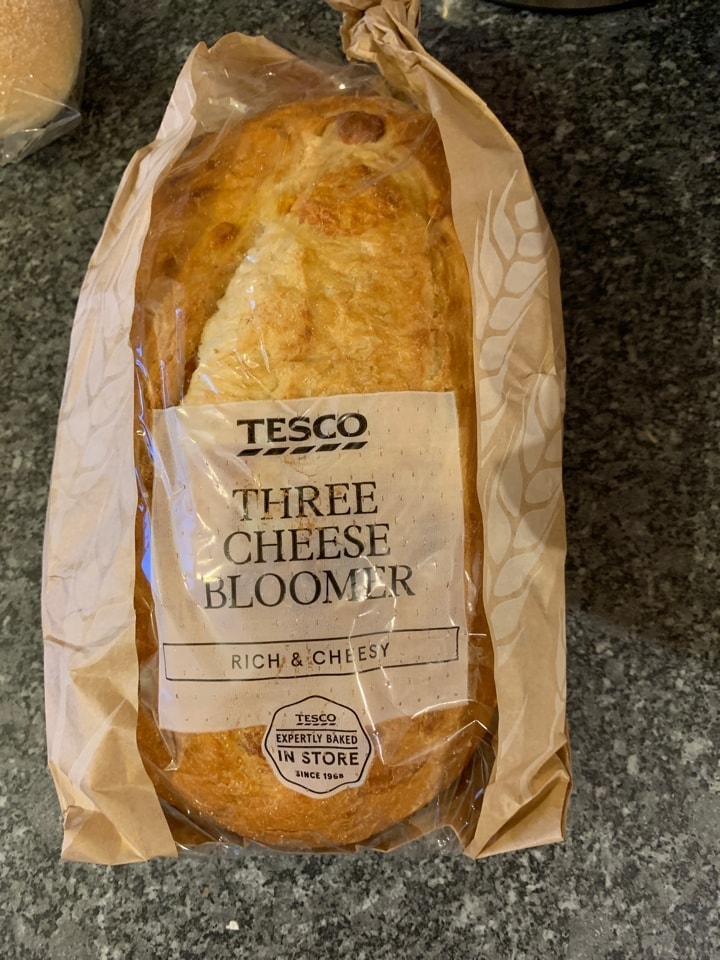 TESCO
THREE
CHEESE
BLOOMER
RICH & CHEESY
TESCO
EXPERTLY BAKED
IN STORE
SINCE 1968